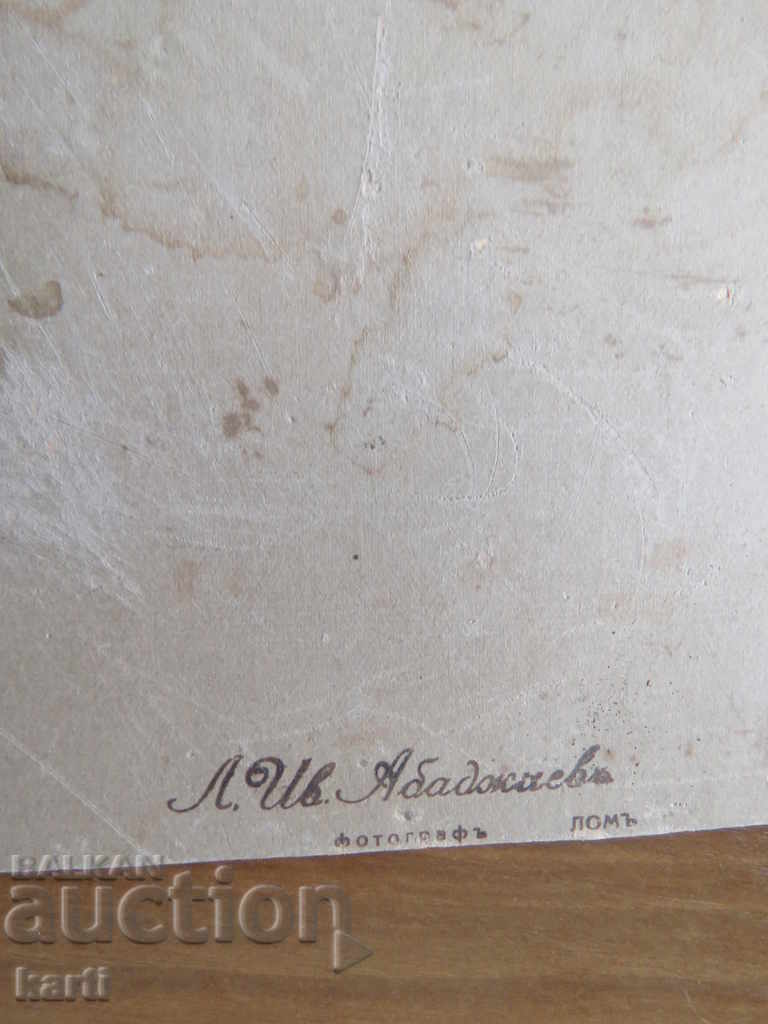 Л. Ив. Абаджиевъ
фотографъ ломъ
BALKAN
auction
karti